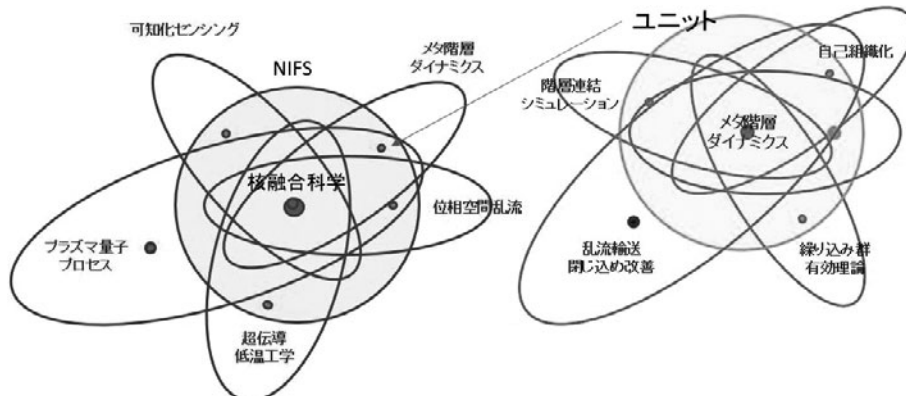 可知化センシング
NIFS
メタ階層
ダイナミクス
核融合科学
位相空間乱流
プラズマ量子
プロセス
超伝導
低温工学
ユニット
自己組織化
階層連結
シミュレーション
メタ階層
ダイナミクス
乱流輸送
閉じ込め改善
繰り込み群
有効理論